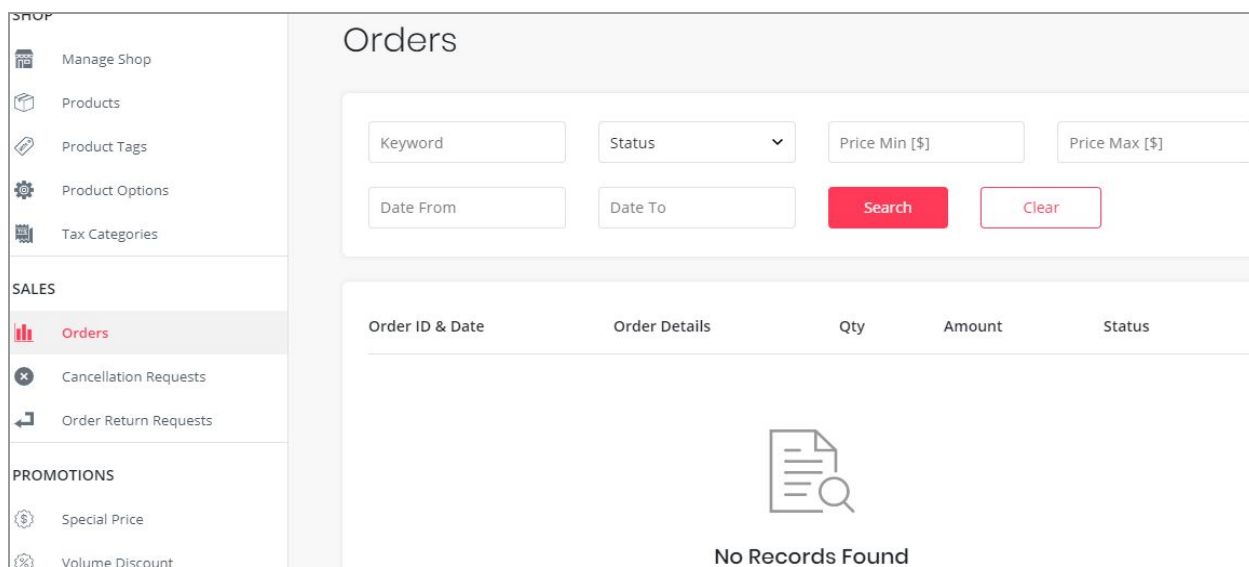 SHOP
Manage Shop
Products
Product Tags
Product Options
Tax Categories
SALES
Orders
Cancellation Requests
Order Return Requests
PROMOTIONS
Special Price
Volume Discount
Orders
Keyword Status Price Min [$] Price Max [$]
Date From Date To Search Clear
Order ID & Date Order Details Qty Amount Status
No Records Found